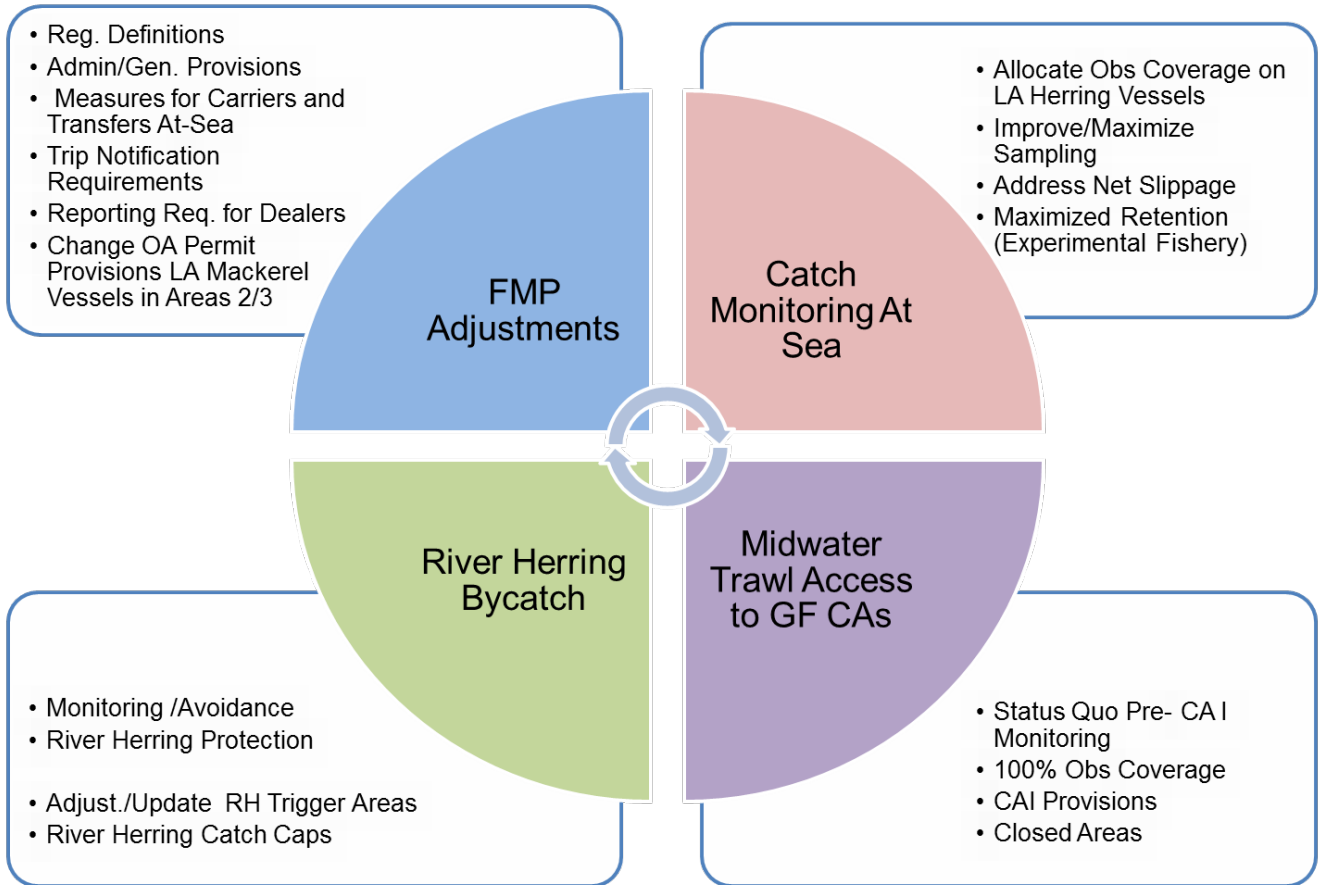 • Reg. Definitions
• Admin/Gen. Provisions
• Measures for Carriers and
Transfers At-Sea
• Trip Notification
Requirements
• Reporting Req. for Dealers
• Change OA Permit
Provisions LA Mackerel
Vessels in Areas 2/3
• Allocate Obs Coverage on
LA Herring Vessels
• Improve/Maximize
Sampling
• Address Net Slippage
• Maximized Retention
(Experimental Fishery)
FMP
Adjustments
Catch
Monitoring At
Sea
River Herring
Bycatch
Midwater
Trawl Access
to GF CAs
• Monitoring /Avoidance
• River Herring Protection
• Adjust./Update RH Trigger Areas
• River Herring Catch Caps
• Status Quo Pre- CA I
Monitoring
• 100% Obs Coverage
• CAI Provisions
• Closed Areas